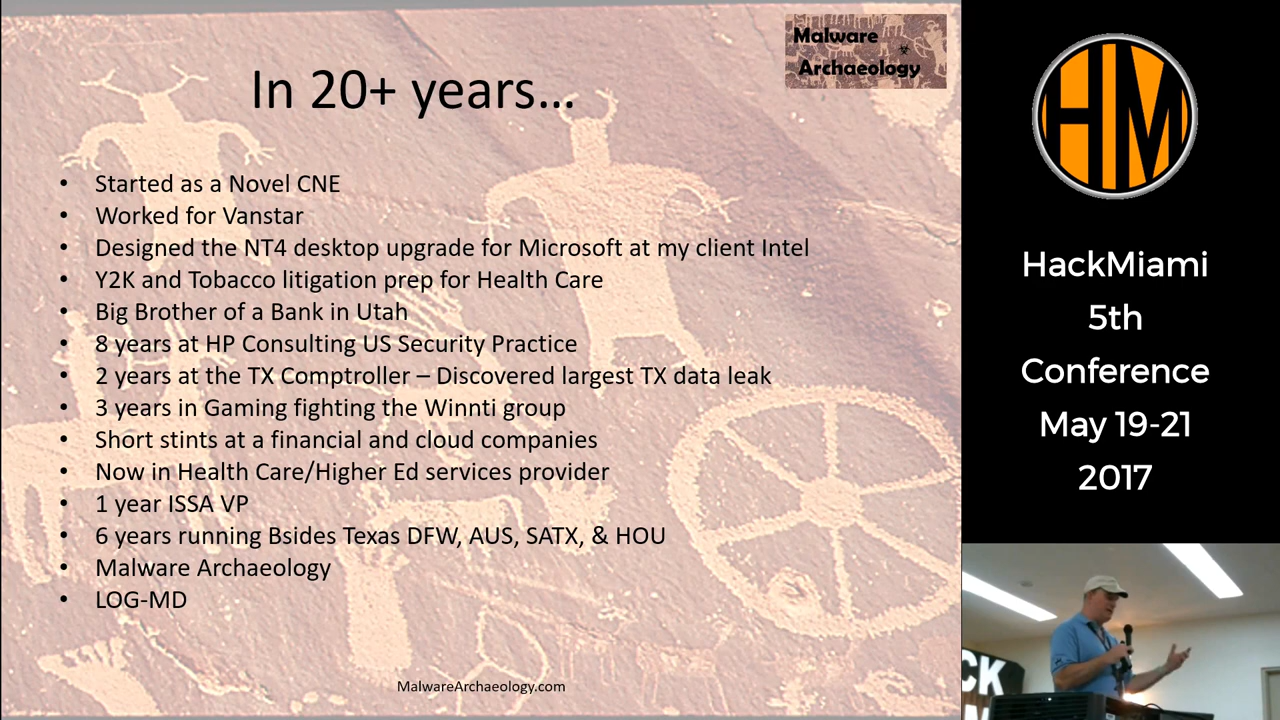 Malware
Archaeology
In 20+ years…
• Started as a Novel CNE
• Worked for Vanstar
• Designed the NT4 desktop upgrade for Microsoft at my client Intel
• Y2K and Tobacco litigation prep for Health Care
• Big Brother of a Bank in Utah
• 8 years at HP Consulting US Security Practice
• 2 years at the TX Comptroller – Discovered largest TX data leak
• 3 years in Gaming fighting the Winnti group
• Short stints at a financial and cloud companies
• Now in Health Care/Higher Ed services provider
• 1 year ISSA VP
• 6 years running Bsides Texas DFW, AUS, SATX, & HOU
• Malware Archaeology
• LOG-MD
MalwareArchaeology.com
HM
HackMiami
5th
Conference
May 19-21
2017
CK